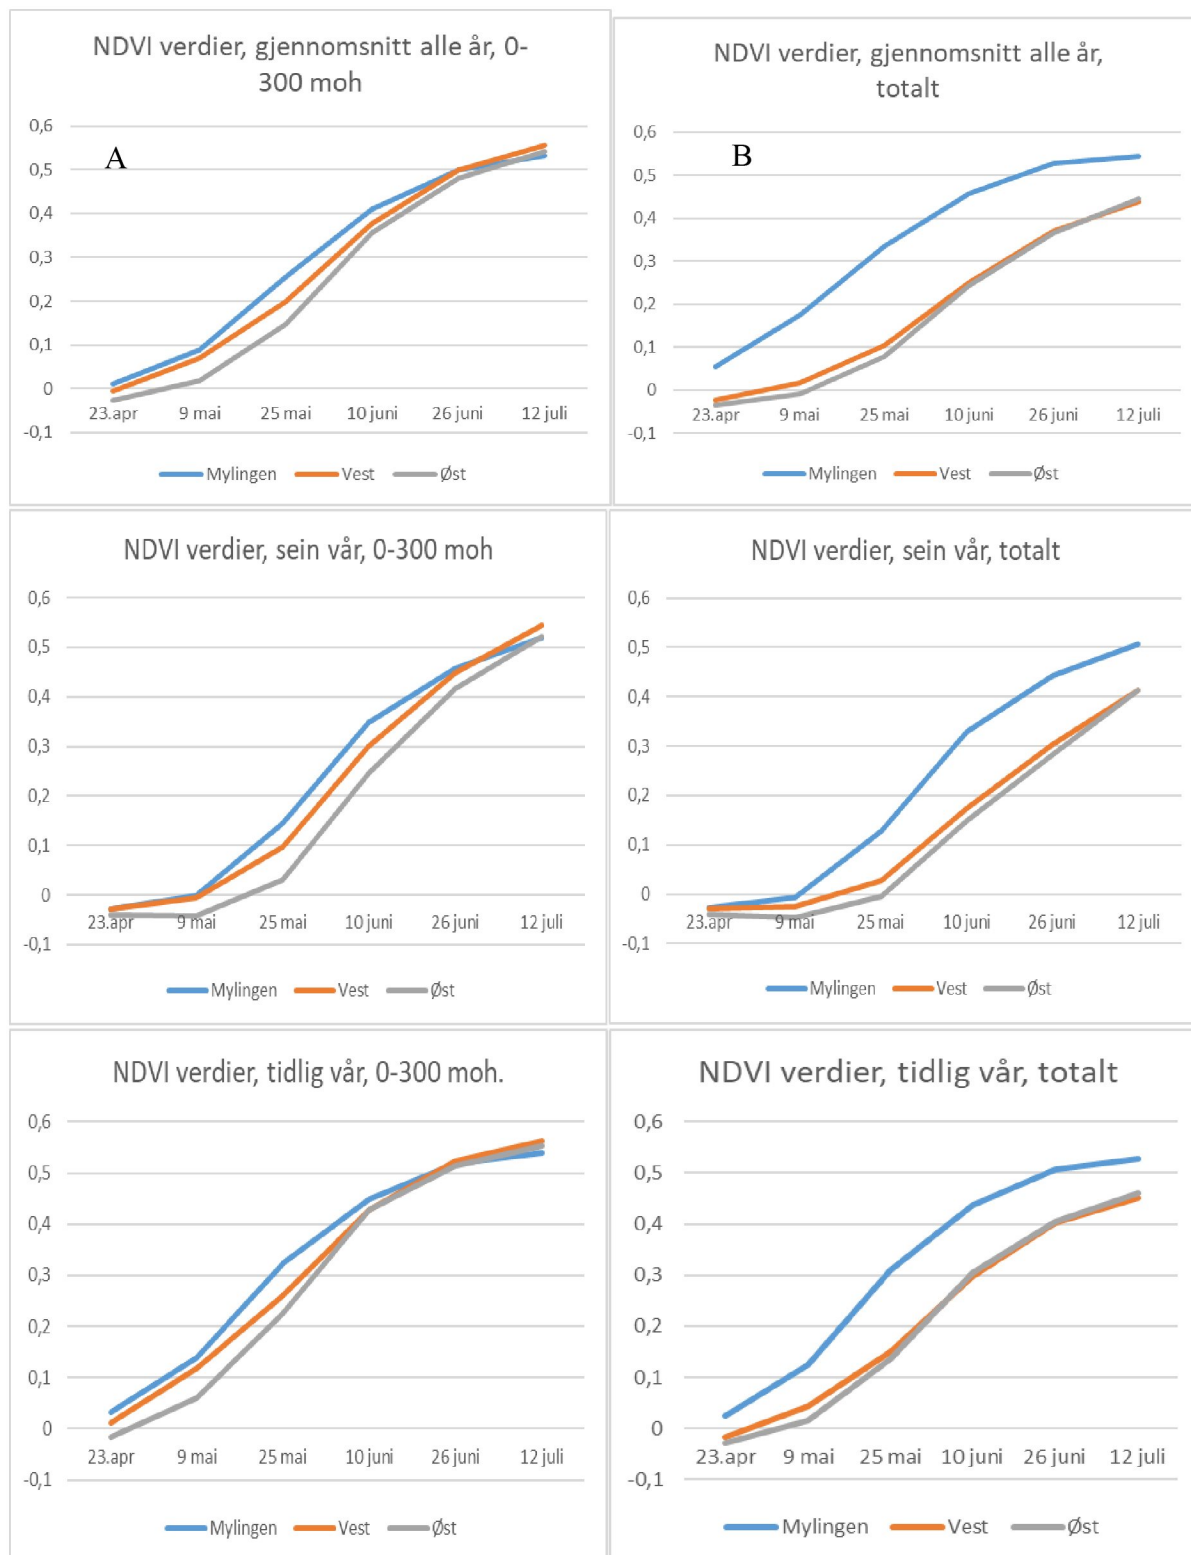 NDVI verdier, gjennomsnitt alle år, 0-
300 moh
A
0,6
0,5
0,4
0,3
0,2
0,1
0
-0,1
23.apr 9 mai 25 mai 10 juni 26 juni 12 juli
Mylingen Vest Øst
NDVI verdier, gjennomsnitt alle år,
totalt
B
0,6
0,5
0,4
0,3
0,2
0,1
0
-0,1
23.apr 9 mai 25 mai 10 juni 26 juni 12 juli
Mylingen Vest Øst
NDVI verdier, sein vår, 0-300 moh
0,6
0,5
0,4
0,3
0,2
0,1
0
-0,1
23.apr 9 mai 25 mai 10 juni 26 juni 12 juli
Mylingen Vest Øst
NDVI verdier, sein vår, totalt
0,6
0,5
0,4
0,3
0,2
0,1
0
-0,1
23.apr 9 mai 25 mai 10 juni 26 juni 12 juli
Mylingen Vest Øst
NDVI verdier, tidlig vår, 0-300 moh.
0,6
0,5
0,4
0,3
0,2
0,1
0
-0,1
23.apr 9 mai 25 mai 10 juni 26 juni 12 juli
Mylingen Vest Øst
NDVI verdier, tidlig vår, totalt
0,6
0,5
0,4
0,3
0,2
0,1
0
-0,1
23.apr 9 mai 25 mai 10 juni 26 juni 12 juli
Mylingen Vest Øst